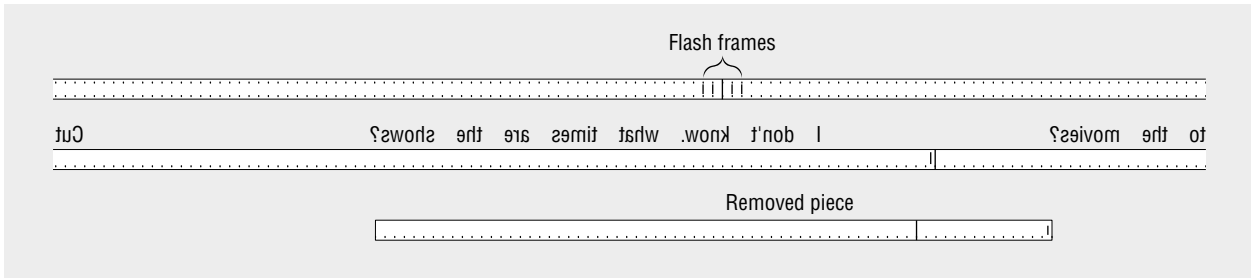 Flash frames
to the movies? I don't know. what times are the shows? Cut
Removed piece